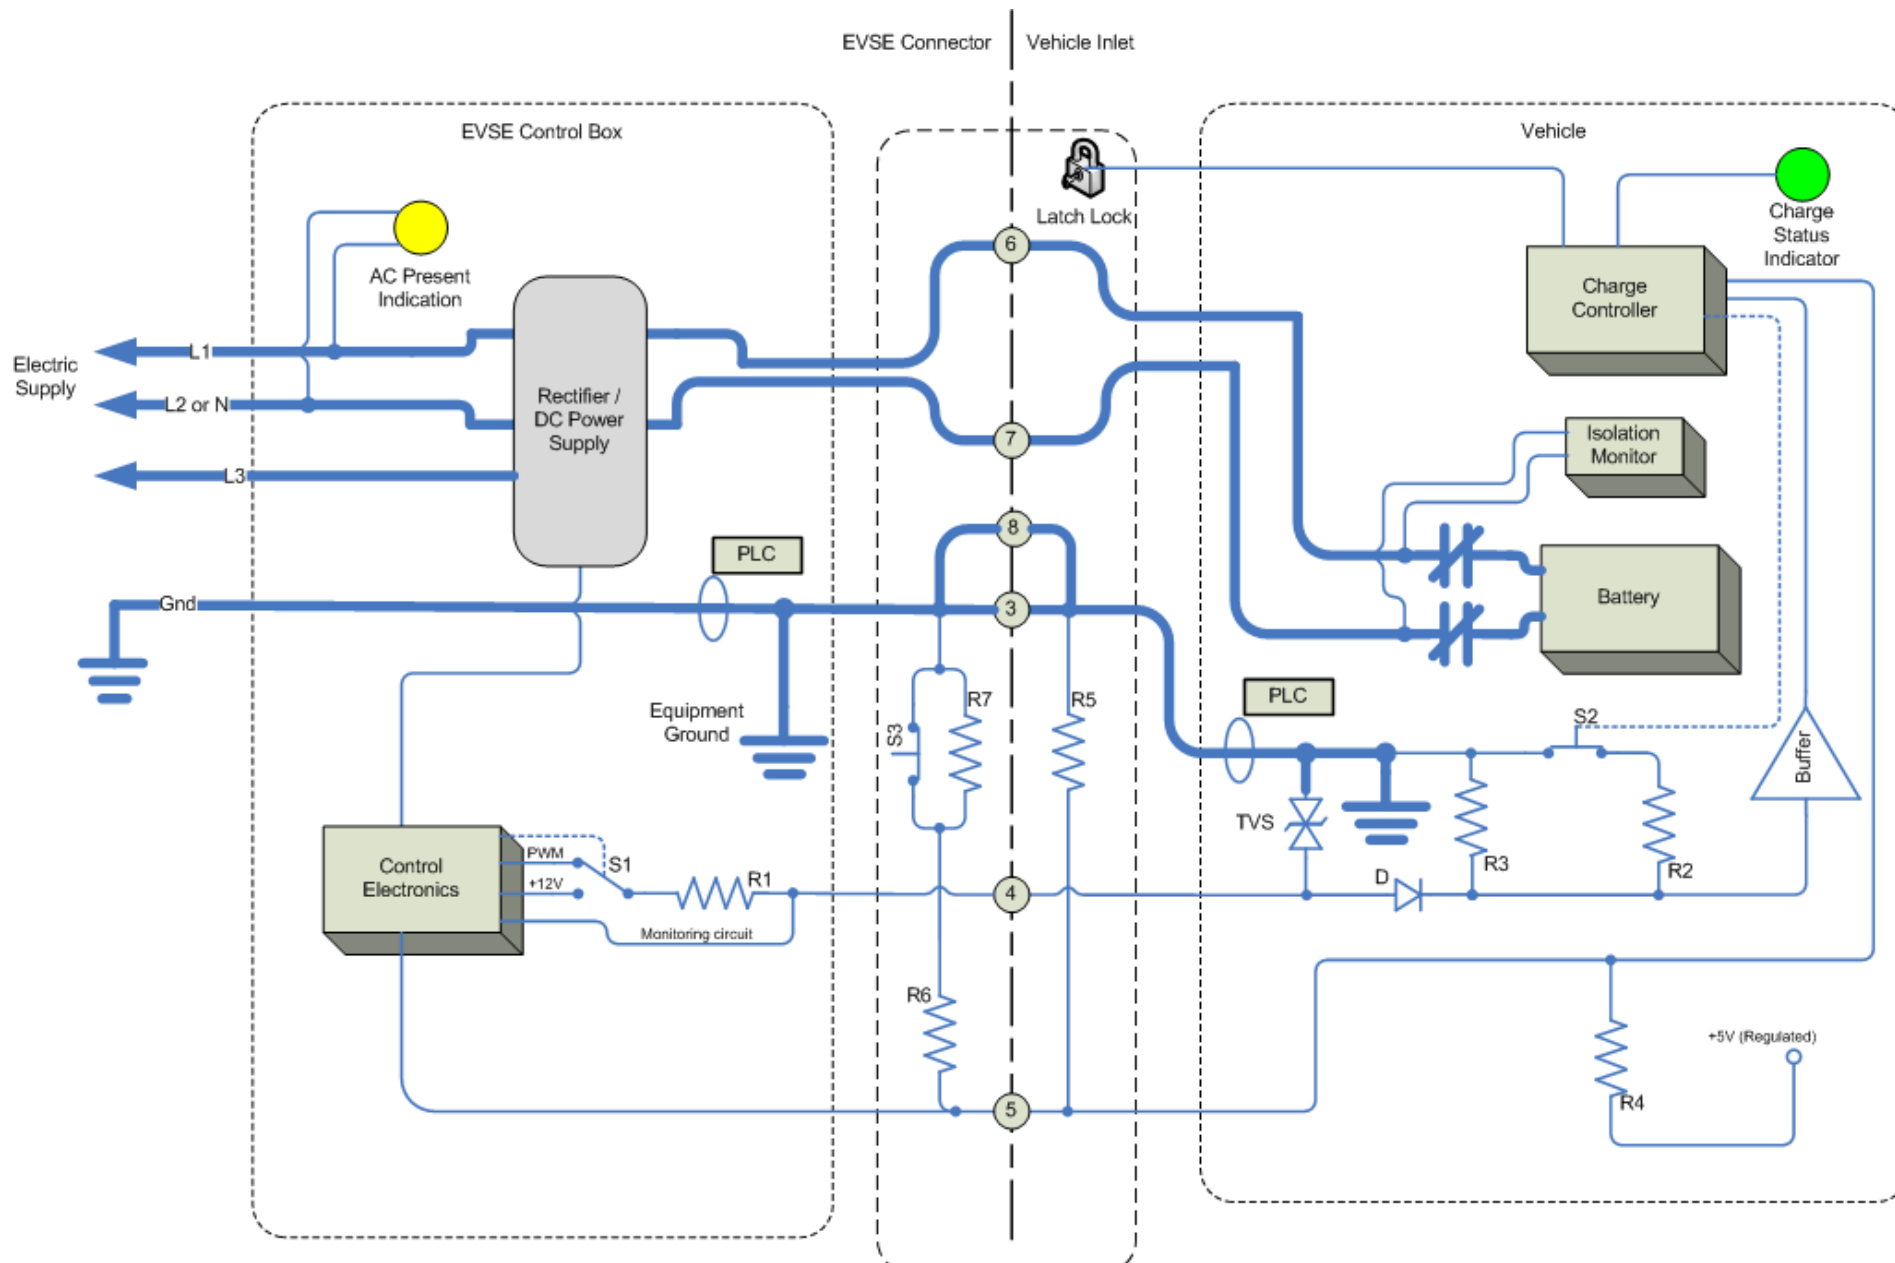 EVSE Connector
Vehicle Inlet
EVSE Control Box
Vehicle
Latch Lock
Charge
Status
Indicator
AC Present
Indication
6
Charge
Controller
Electric
Supply
L1
L2 or N
L3
Rectifier /
DC Power
Supply
7
Isolation
Monitor
8
PLC
Gnd
3
Battery
Equipment
Ground
R7
R5
S3
PLC
S2
Buffer
TVS
R3
R2
Control
Electronics
PWM
+12V
S1
R1
Monitoring circuit
4
D
R6
+5V (Regulated)
R4
5